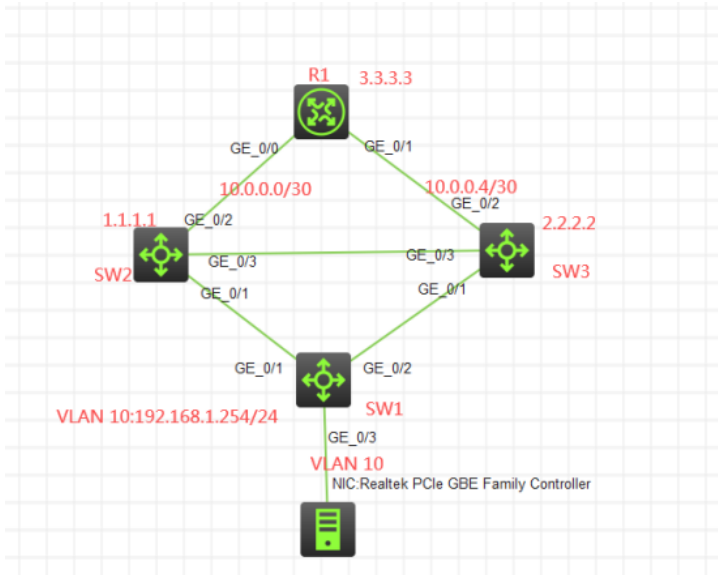 R1
3.3.3.3
GE_0/0
GE_0/1
10.0.0.0/30
10.0.0.4/30
GE_0/2
1.1.1.1
GE_0/2
2.2.2.2
GE_0/3
GE_0/3
SW2
SW3
GE_0/1
GE_0/1
GE_0/1
GE_0/2
VLAN 10:192.168.1.254/24
SW1
GE_0/3
VLAN 10
NIC:Realtek PCIe GBE Family Controller